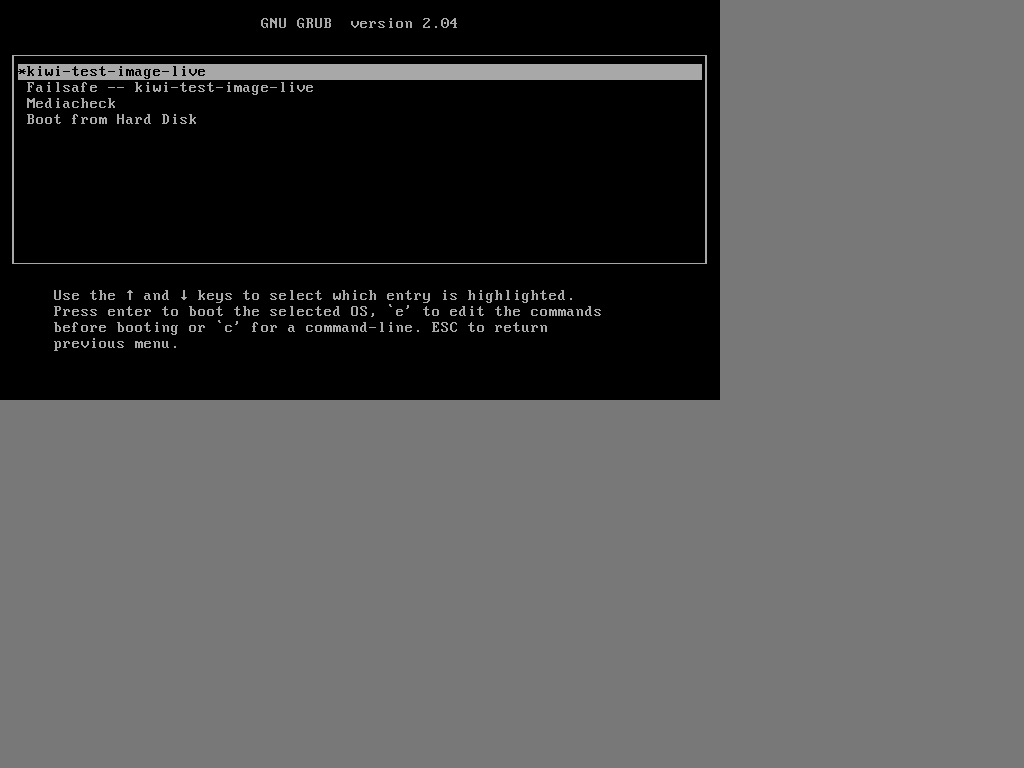 GNU GRUB  version 2.04
*kiwi-test-image-live
Failsafe -- kiwi-test-image-live
Mediacheck
Boot from Hard Disk
Use the ↑ and ↓ keys to select which entry is highlighted.
Press enter to boot the selected OS, `e' to edit the commands
before booting or `c' for a command-line. ESC to return
previous menu.